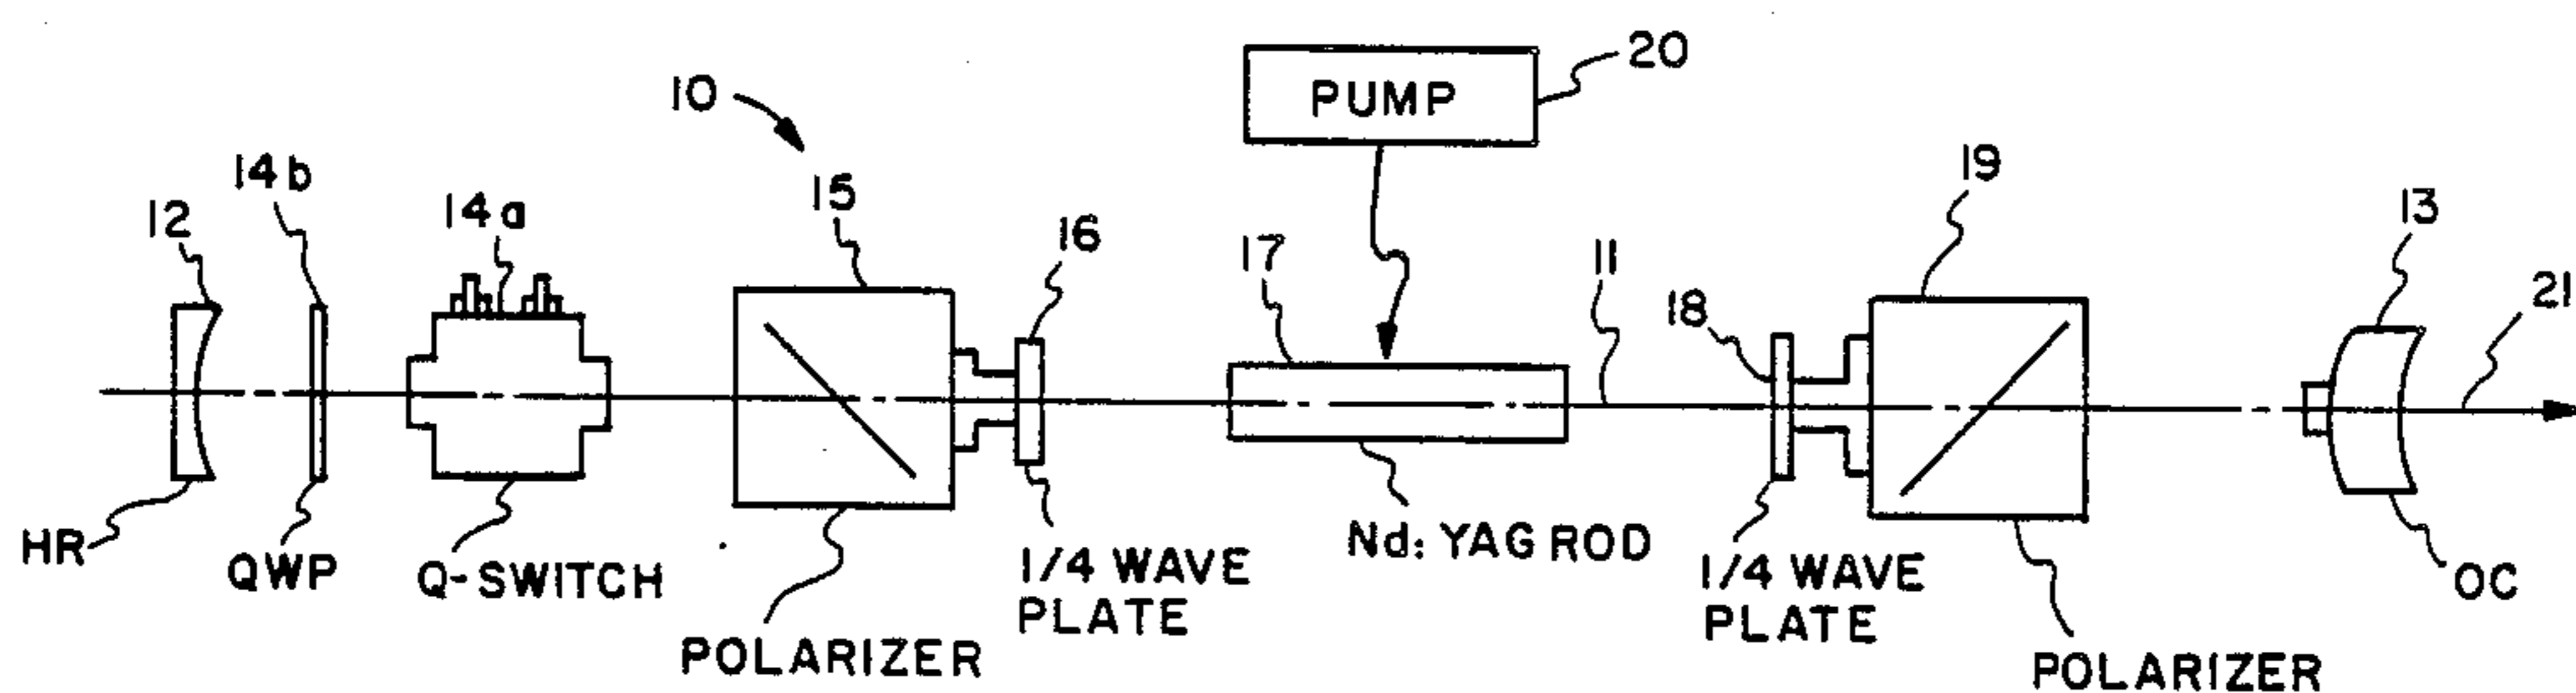 20
PUMP
10
19
14b
15
13
12
14a
16
17
11
18
21
HR
QWP
Q-SWITCH
1/4 WAVE
PLATE
Nd: YAG ROD
1/4 WAVE
PLATE
OC
POLARIZER
POLARIZER